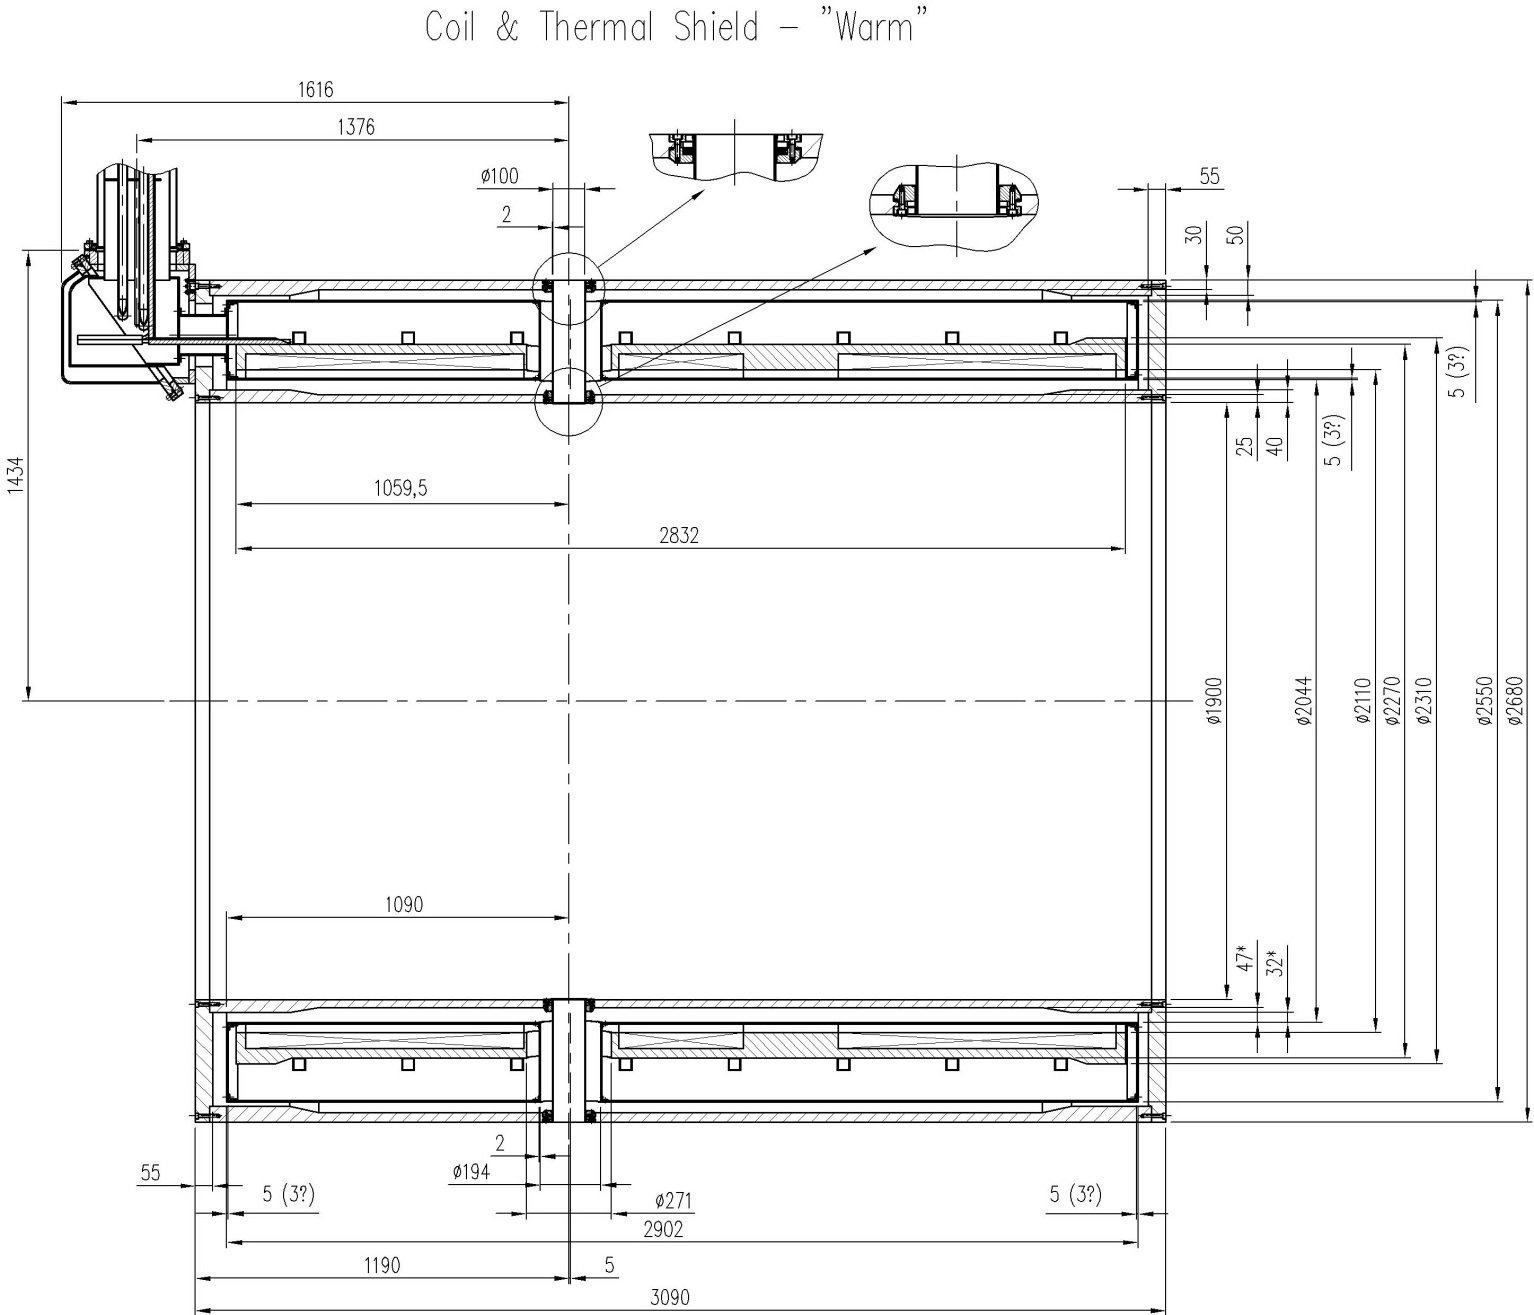 Coil & Thermal Shield – "Warm"
1616
1376
ø100
2
55
30
50
5 (3?)
5 (3?)
25
40
1434
1059,5
2832
ø1900
ø2044
ø2110
ø2270
ø2310
ø2550
ø2680
1090
47*
32*
2
55
ø194
5 (3?)
ø271
5 (3?)
2902
1190
5
3090